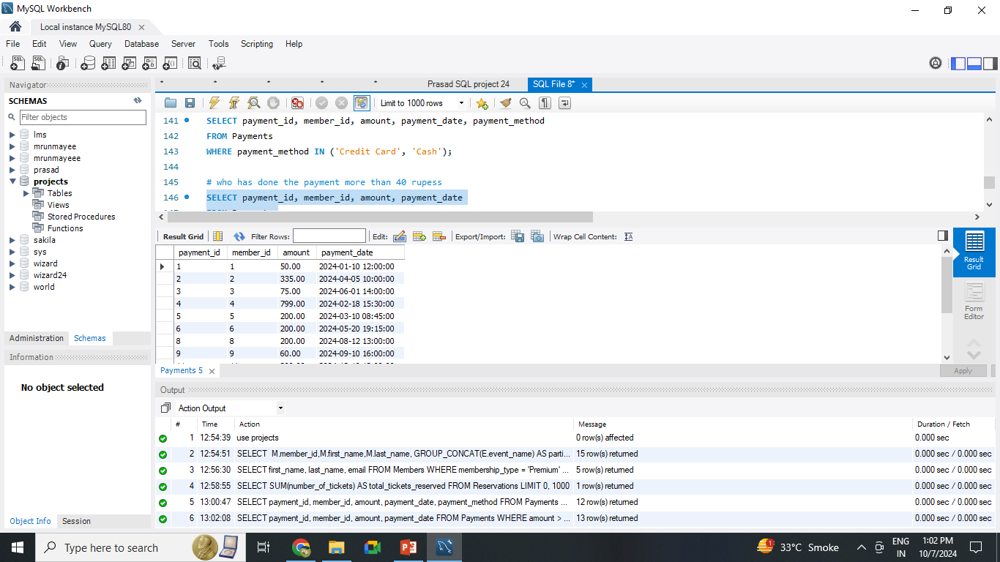 MySQL Workbench
Local instance MySQL80
File Edit View Query Database Server Tools Scripting Help
Navigator
SCHEMAS
Filter objects
lms
mrunmayee
mrunmayeee
prasad
projects
Tables
Views
Stored Procedures
Functions
sakila
sys
wizard
wizard24
world
Administration Schemas
Information
No object selected
Object Info Session
Prasad SQL project 24 SQL File 8*
Limit to 1000 rows
141 SELECT payment_id, member_id, amount, payment_date, payment_method
142 FROM Payments
143 WHERE payment_method IN ('Credit Card', 'Cash');
144
145 # who has done the payment more than 40 rupess
146 SELECT payment_id, member_id, amount, payment_date
Result Grid Filter Rows: Edit: Export/Import: Wrap Cell Content:
payment_id member_id amount payment_date
1 1 50.00 2024-01-10 12:00:00
2 2 335.00 2024-04-05 10:00:00
3 3 75.00 2024-06-01 14:00:00
4 4 799.00 2024-02-18 15:30:00
5 5 200.00 2024-03-10 08:45:00
6 6 200.00 2024-05-20 19:15:00
8 8 200.00 2024-08-12 13:00:00
9 9 60.00 2024-09-10 16:00:00
Result
Grid
Form
Editor
Payments 5
Apply
Output
Action Output
# Time Action Message Duration / Fetch
1 12:54:39 use projects 0 row(s) affected 0.000 sec
2 12:54:51 SELECT M.member_id,M.first_name,M.last_name, GROUP_CONCAT(E.event_name) AS parti... 15 row(s) returned 0.000 sec / 0.000 sec
3 12:56:30 SELECT first_name, last_name, email FROM Members WHERE membership_type = 'Premium' ... 5 row(s) returned 0.000 sec / 0.000 sec
4 12:58:55 SELECT SUM(number_of_tickets) AS total_tickets_reserved FROM Reservations LIMIT 0, 1000 1 row(s) returned 0.000 sec / 0.000 sec
5 13:00:47 SELECT payment_id, member_id, amount, payment_date, payment_method FROM Payments ... 12 row(s) returned 0.000 sec / 0.000 sec
6 13:02:08 SELECT payment_id, member_id, amount, payment_date FROM Payments WHERE amount > ... 13 row(s) returned 0.000 sec / 0.000 sec
Type here to search
1
33°C Smoke
ENG
IN
1:02 PM
10/7/2024